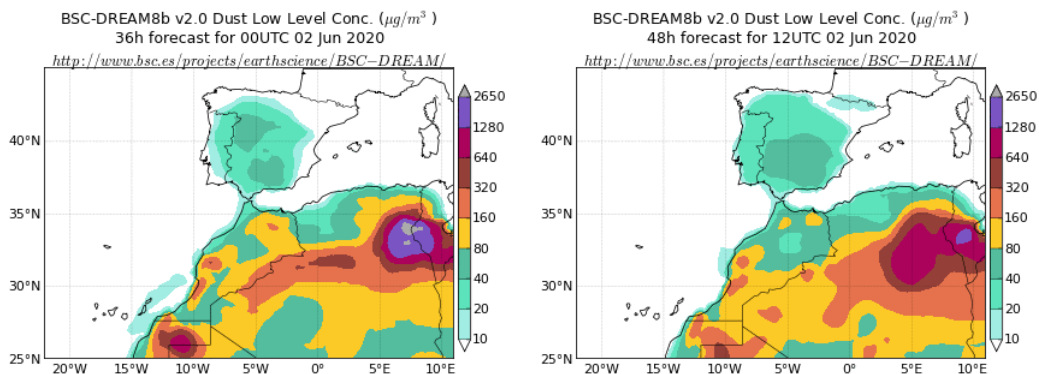 BSC-DREAM8b v2.0 Dust Low Level Conc. (μg/m³ )
36h forecast for 00UTC 02 Jun 2020
http://www.bsc.es/projects/earthscience/BSC−DREAM/
40°N
35°N
30°N
25°N
20°W
15°W
10°W
5°W
0°
5°E
10°E
2650
1280
640
320
160
80
40
20
10
BSC-DREAM8b v2.0 Dust Low Level Conc. (μg/m³ )
48h forecast for 12UTC 02 Jun 2020
http://www.bsc.es/projects/earthscience/BSC−DREAM/
40°N
35°N
30°N
25°N
20°W
15°W
10°W
5°W
0°
5°E
10°E
2650
1280
640
320
160
80
40
20
10